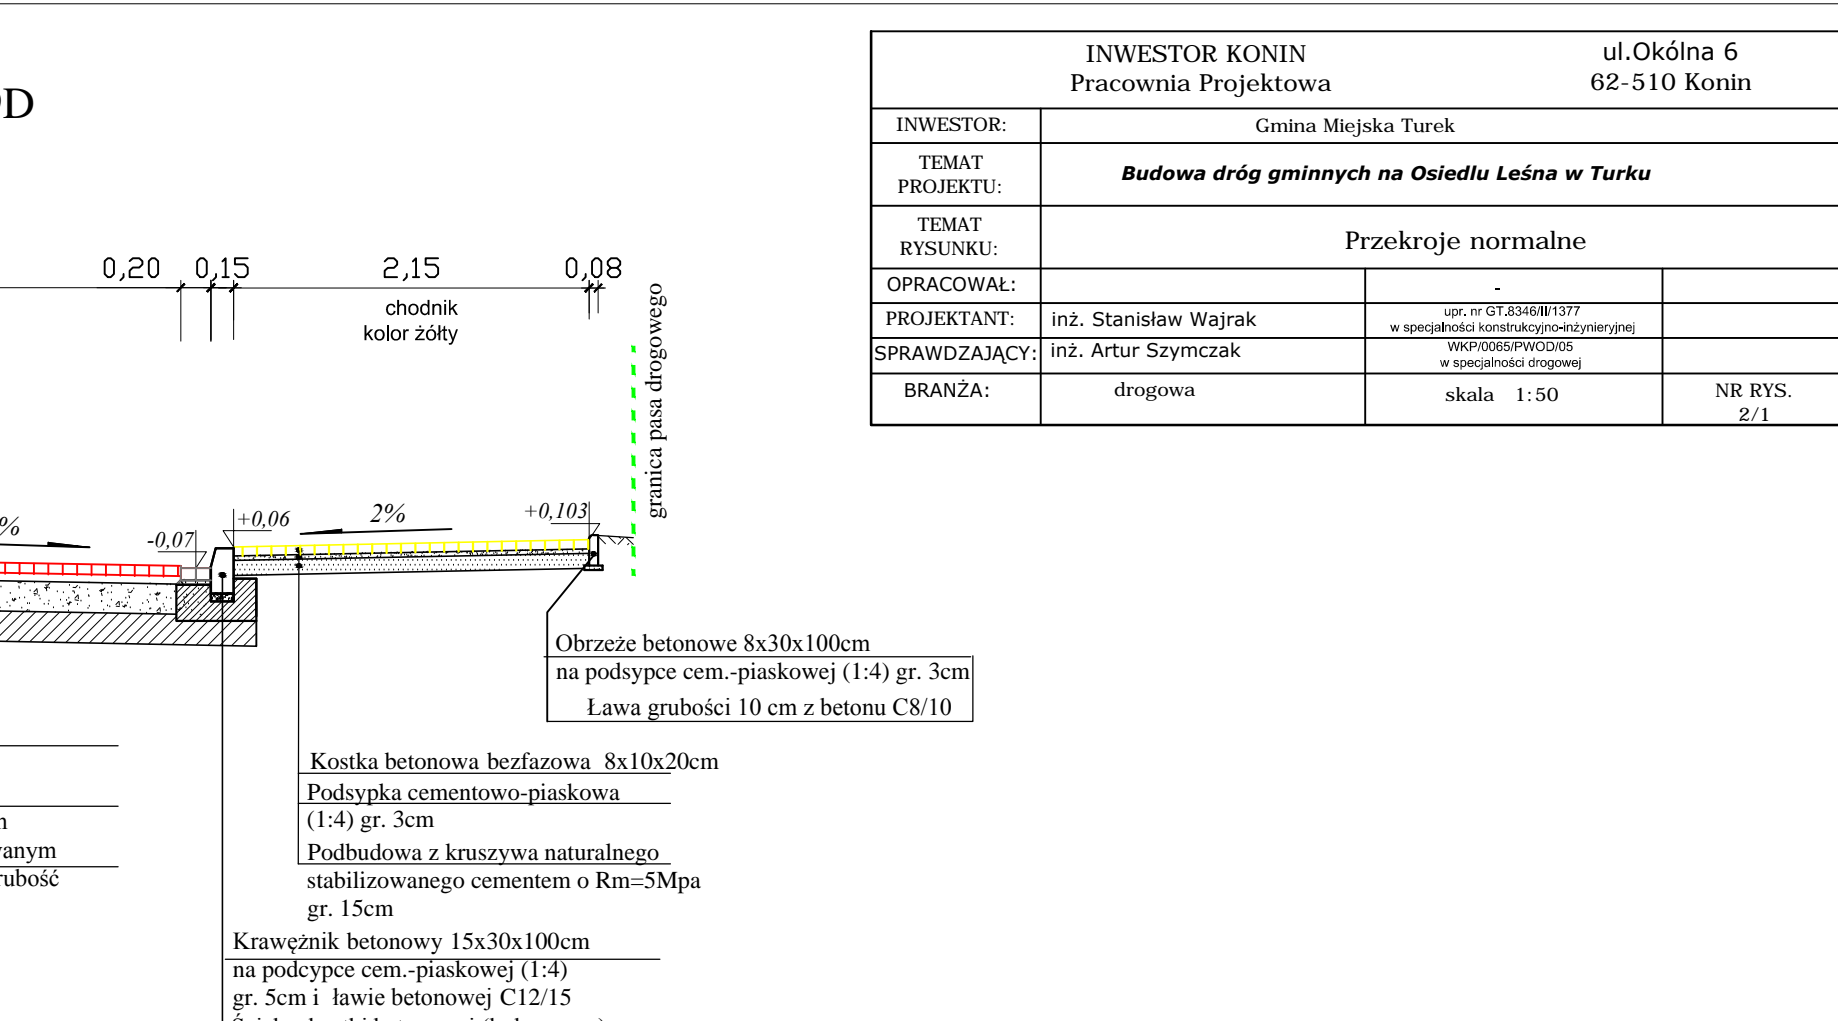 INWESTOR KONIN
Pracownia Projektowa
ul.Okólna 6
62-510 Konin
INWESTOR:
Gmina Miejska Turek
TEMAT
PROJEKTU:
Budowa dróg gminnych na Osiedlu Leśna w Turku
TEMAT
RYSUNKU:
Przekroje normalne
OPRACOWAŁ:
-
PROJEKTANT:
inż. Stanisław Wajrak
upr. nr GT.8346/II/1377
w specjalności konstrukcyjno-inżynieryjnej
SPRAWDZAJĄCY:
inż. Artur Szymczak
WKP/0065/PWOD/05
w specjalności drogowej
BRANŻA:
drogowa
skala 1:50
NR RYS.
2/1
0,20 0,15 2,15 0,08
chodnik
kolor żółty
granica pasa drogowego
%
-0,07
+0,06
2%
+0,103
Obrzeże betonowe 8x30x100cm
na podsypce cem.-piaskowej (1:4) gr. 3cm
Ława grubości 10 cm z betonu C8/10
Kostka betonowa bezfazowa 8x10x20cm
Podsypka cementowo-piaskowa
(1:4) gr. 3cm
Podbudowa z kruszywa naturalnego
stabilizowanego cementem o Rm=5Mpa
gr. 15cm
Krawężnik betonowy 15x30x100cm
na podcypce cem.-piaskowej (1:4)
gr. 5cm i ławie betonowej C12/15